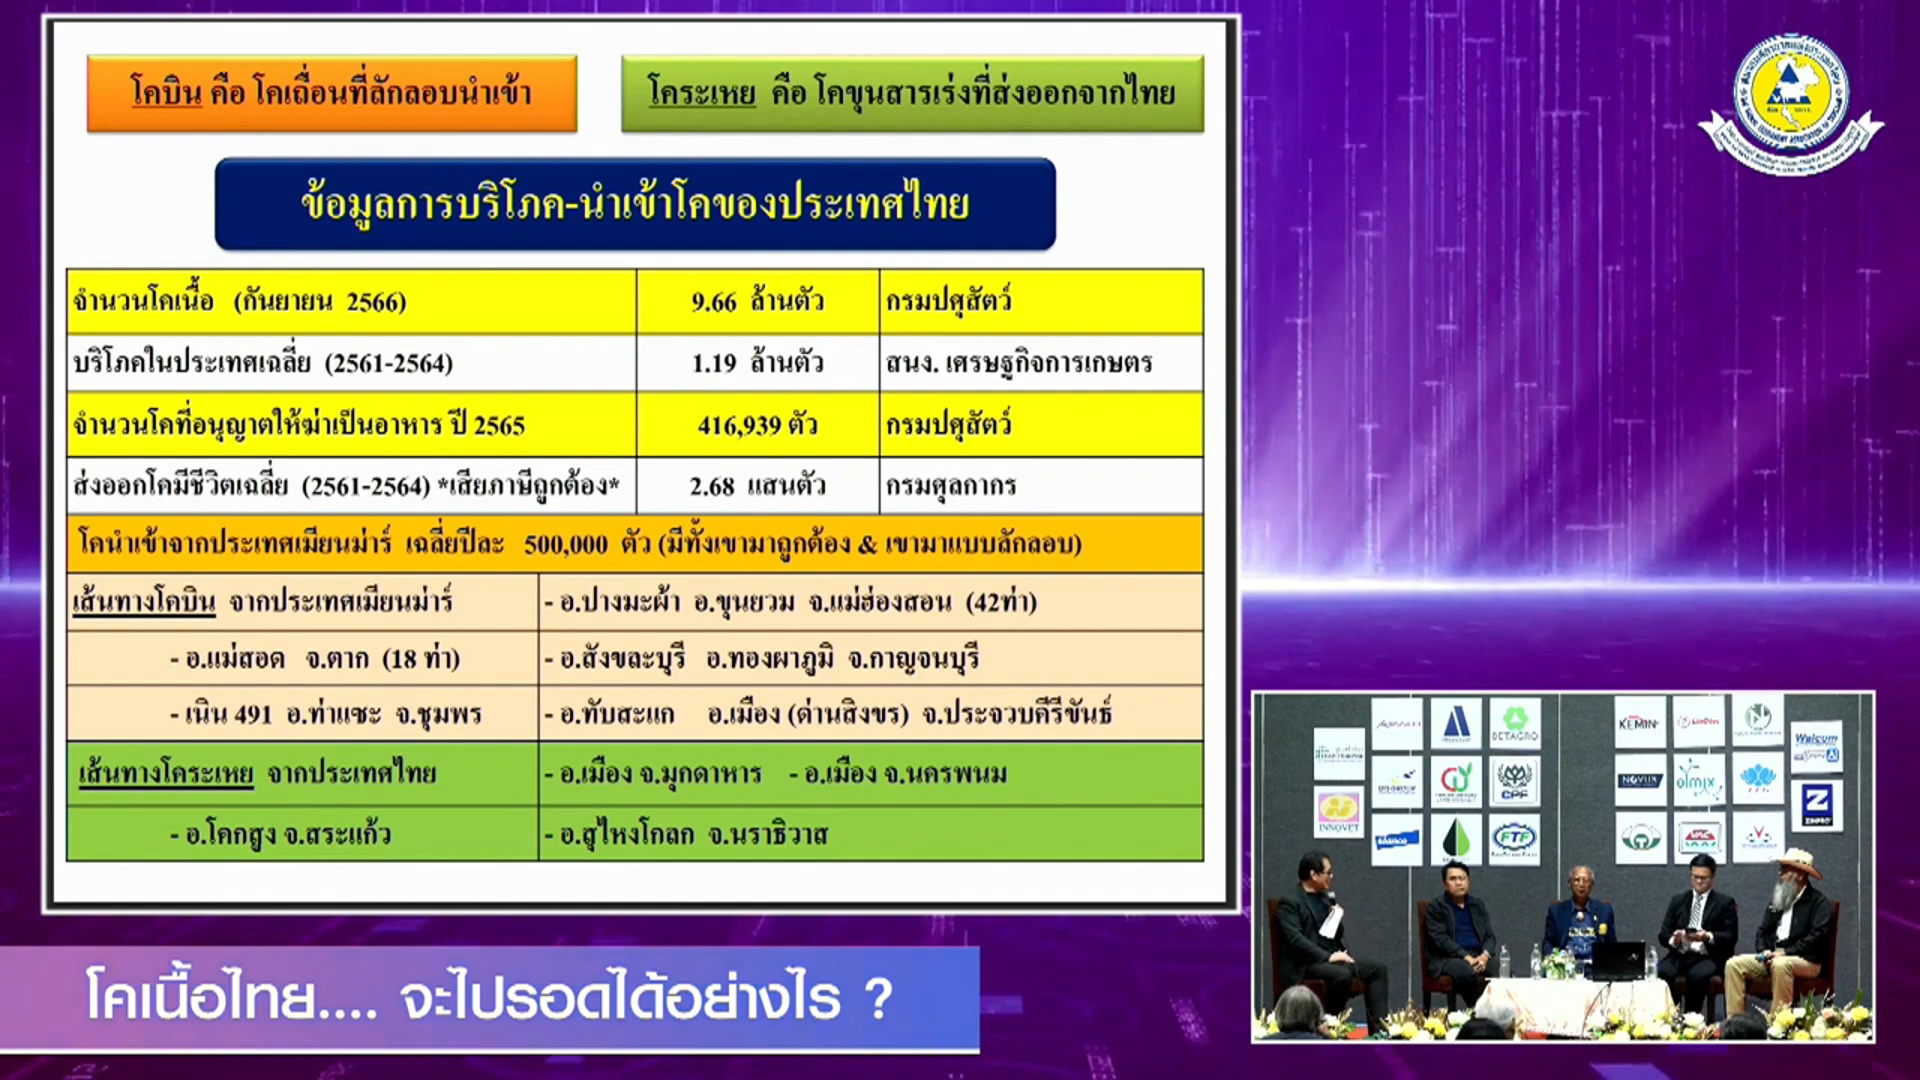 โคบิน คือ โคเถื่อนที่ลักลอบนำเข้า
โคระเหย คือ โคขุนสารเร่งที่ส่งออกจากไทย
ข้อมูลการบริโภค-นำเข้าโคของประเทศไทย
จำนวนโคเนื้อ (กันยายน 2566) 9.66 ล้านตัว กรมปศุสัตว์
บริโภคในประเทศเฉลี่ย (2561-2564) 1.19 ล้านตัว สนง. เศรษฐกิจการเกษตร
จำนวนโคที่อนุญาตให้ฆ่าเป็นอาหาร ปี 2565 416,939 ตัว กรมปศุสัตว์
ส่งออกโคมีชีวิตเฉลี่ย (2561-2564) *เสียภาษีถูกต้อง* 2.68 แสนตัว กรมศุลกากร
โคนำเข้าจากประเทศเมียนม่าร์ เฉลี่ยปีละ 500,000 ตัว (มีทั้งเขามาถูกต้อง & เขามาแบบลักลอบ)
เส้นทางโคบิน จากประเทศเมียนม่าร์ - อ.ปางมะผ้า อ.ขุนยวม จ.แม่ฮ่องสอน (42ท่า)
- อ.แม่สอด จ.ตาก (18 ท่า) - อ.สังขละบุรี อ.ทองผาภูมิ จ.กาญจนบุรี
- เนิน 491 อ.ท่าแซะ จ.ชุมพร - อ.ทับสะแก อ.เมือง (ด่านสิงขร) จ.ประจวบคีรีขันธ์
เส้นทางโคระเหย จากประเทศไทย - อ.เมือง จ.มุกดาหาร - อ.เมือง จ.นครพนม
- อ.โคกสูง จ.สระแก้ว - อ.สุไหงโกลก จ.นราธิวาส
โคเนื้อไทย.... จะไปรอดได้อย่างไร ?
BETAGRO
KEMIN
CPF
NOVUS
olmix
Walcum
INNOVET
FTF
ZINPRO